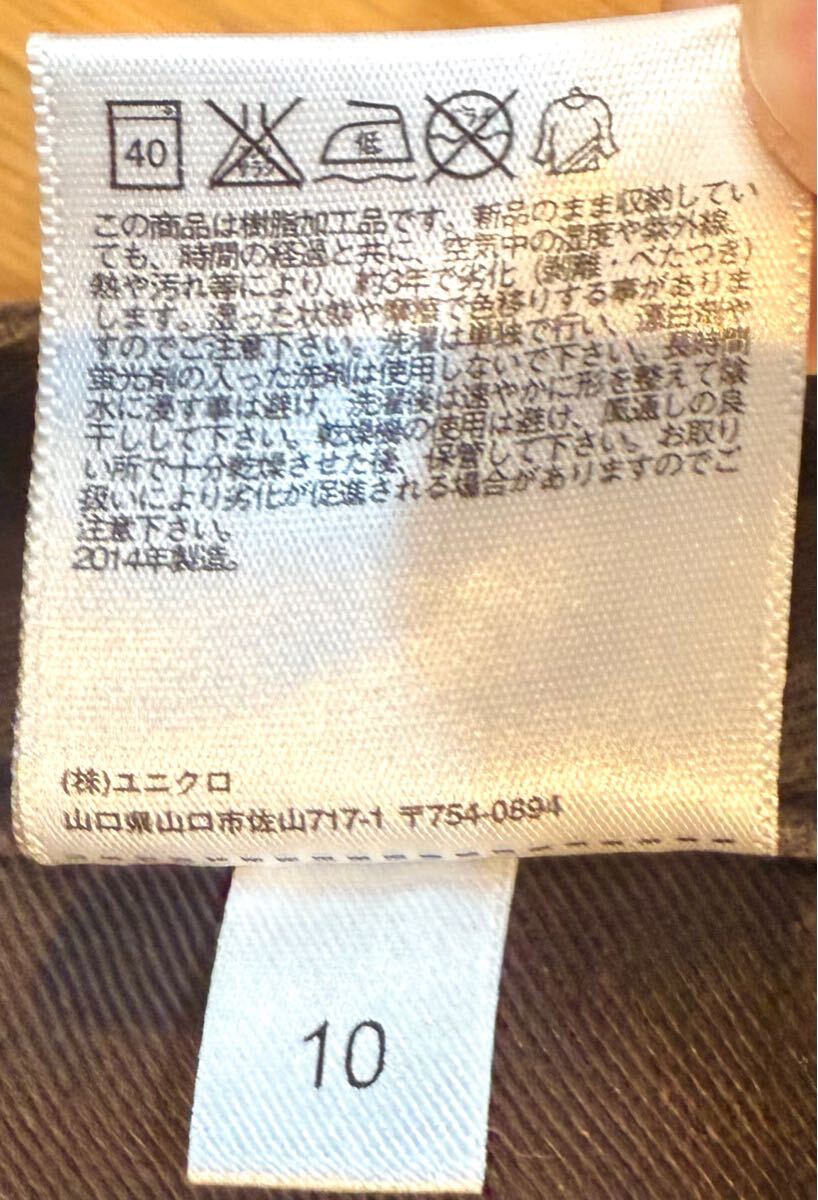 40
エンソサラシ
低
ドライ
この商品は樹脂加工品です。新品のまま収納してい
ても、時間の経過と共に、空気中の湿度や紫外線、
熱や汚れ等により、約3年で劣化(剥離・べたつき)
します。湿った状態や摩擦で色移りする事がありま
すのでご注意下さい。洗濯は単独で行い、漂白剤や
蛍光剤の入った洗剤は使用しないで下さい。長時間
水に浸す事は避け、洗濯後は速やかに形を整えて陰
干しして下さい。乾燥機の使用は避け、風通しの良
い所で十分乾燥させた後、保管して下さい。お取り
扱いにより劣化が促進される場合がありますのでご
注意下さい。
2014年製造。
(株)ユニクロ
山口県山口市佐山717-1 〒754-0894
10